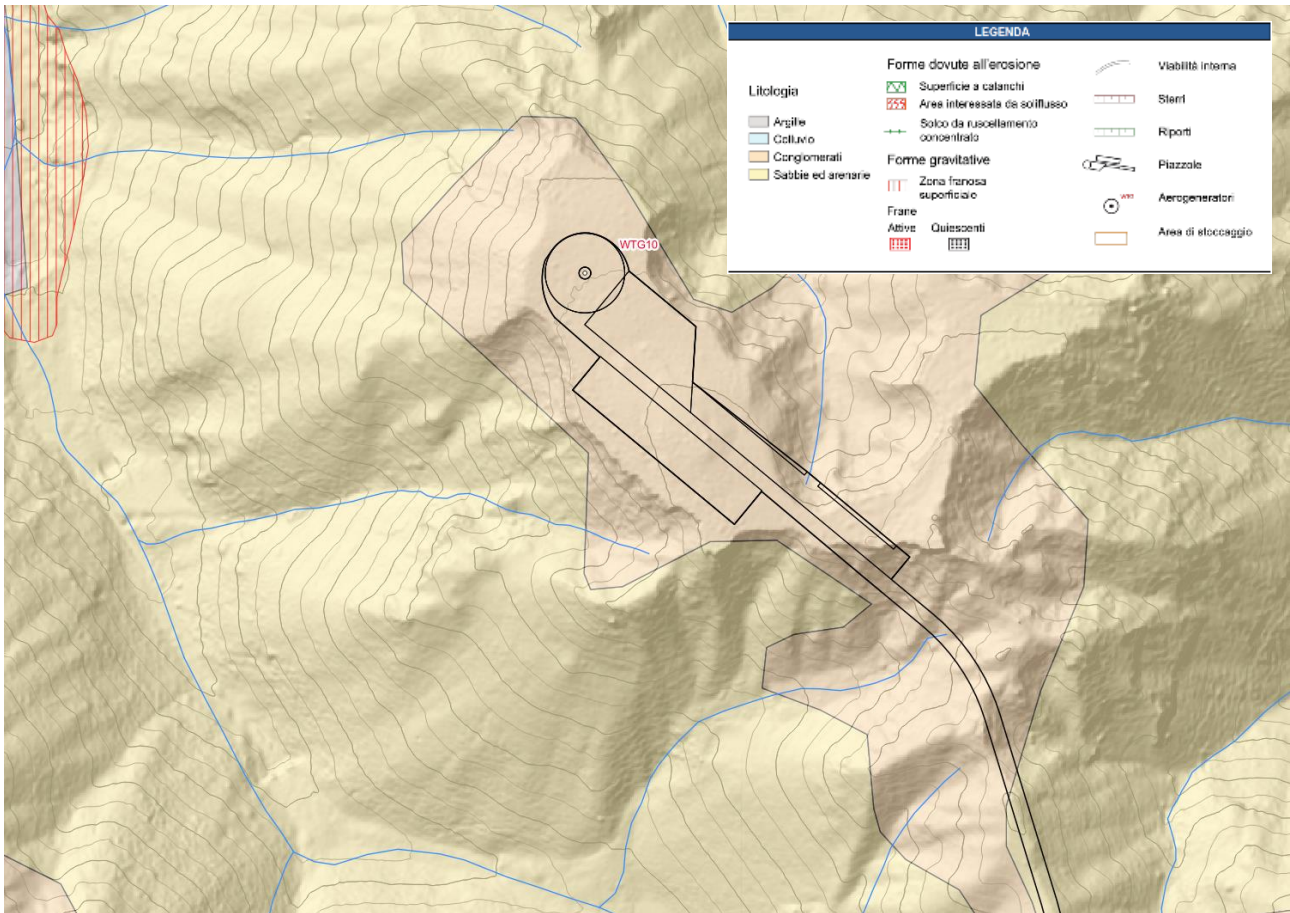 LEGENDA
Litologia
Argille
Colluvio
Conglomerati
Sabbie ed arenarie
Forme dovute all'erosione
Superficie a calanchi
Area interessata da soliflusso
Solco da ruscellamento
concentrato
Forme gravitative
Zona franosa
superficiale
Frane
Attive Quiescenti
Viabilità interna
Sterri
Riporti
Piazzole
WTG
Aerogeneratori
Area di stoccaggio
WTG10